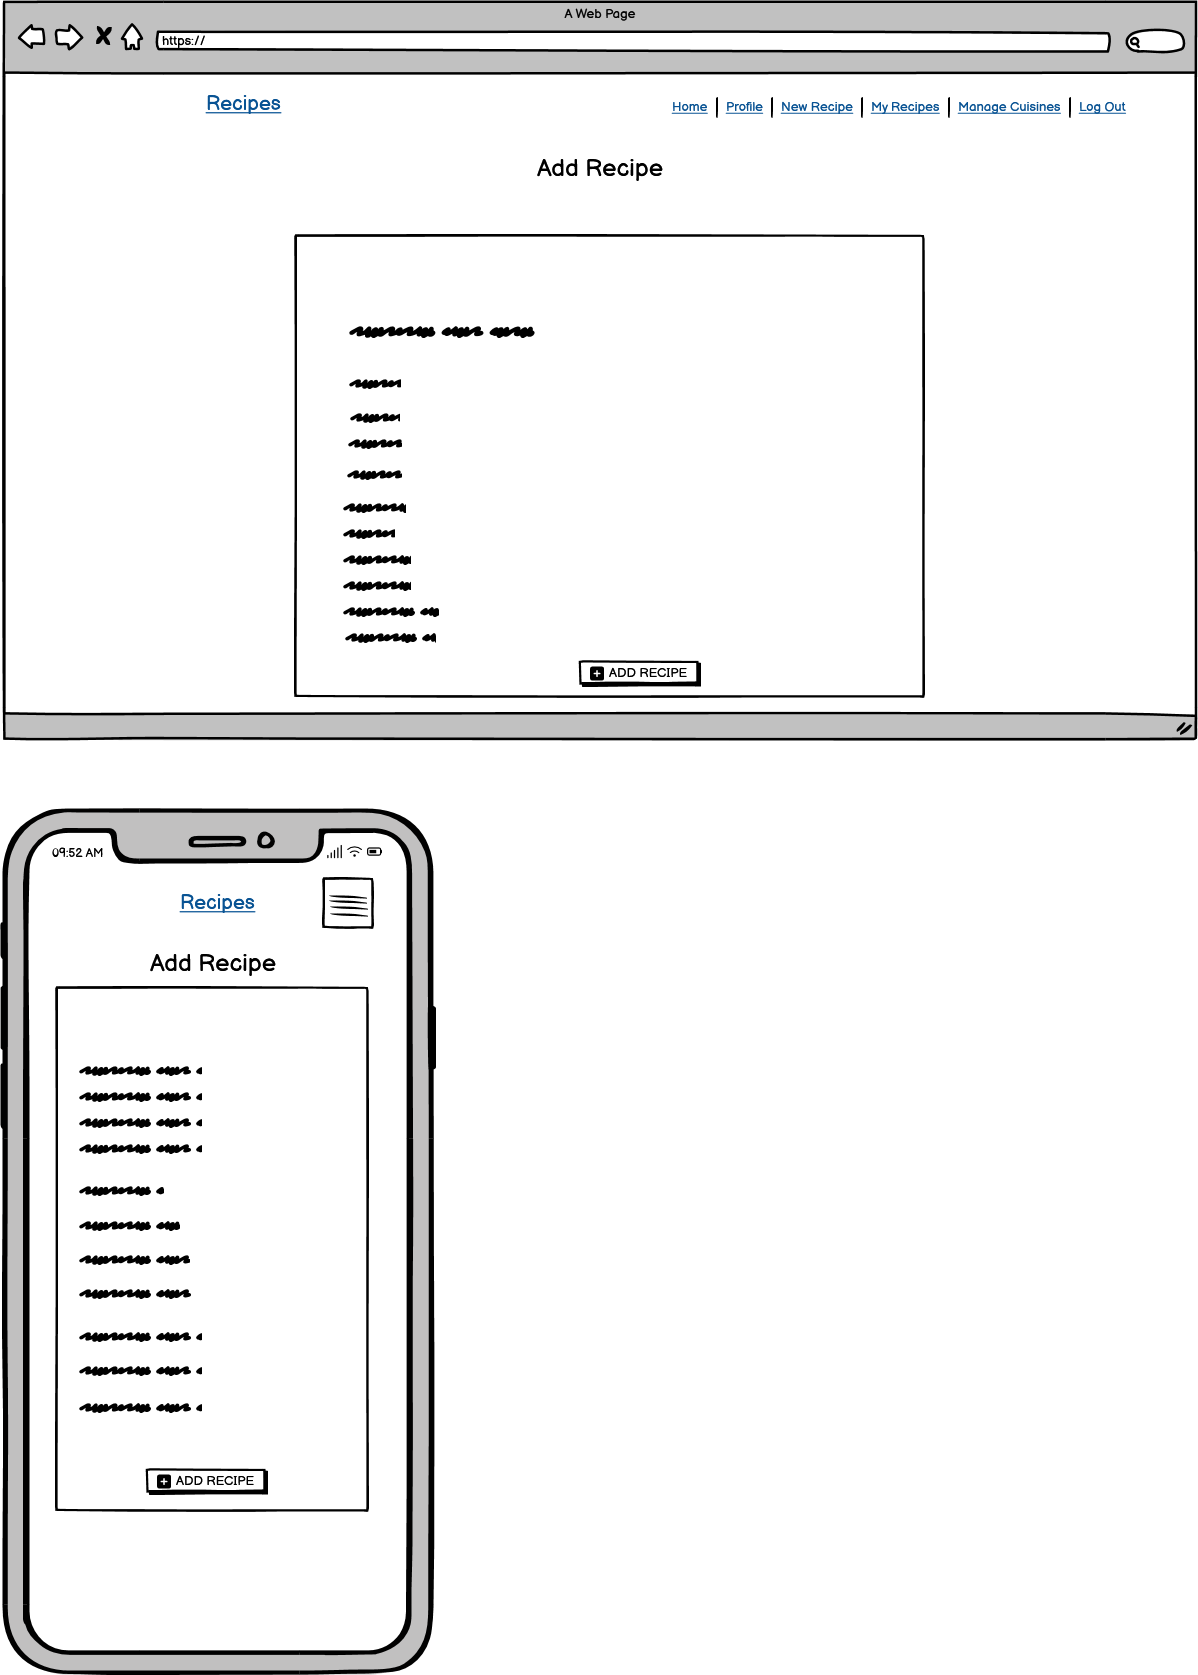 A Web Page
https://
Recipes
Home Profile New Recipe My Recipes Manage Cuisines Log Out
Add Recipe
ADD RECIPE
09:52 AM
Recipes
Add Recipe
ADD RECIPE